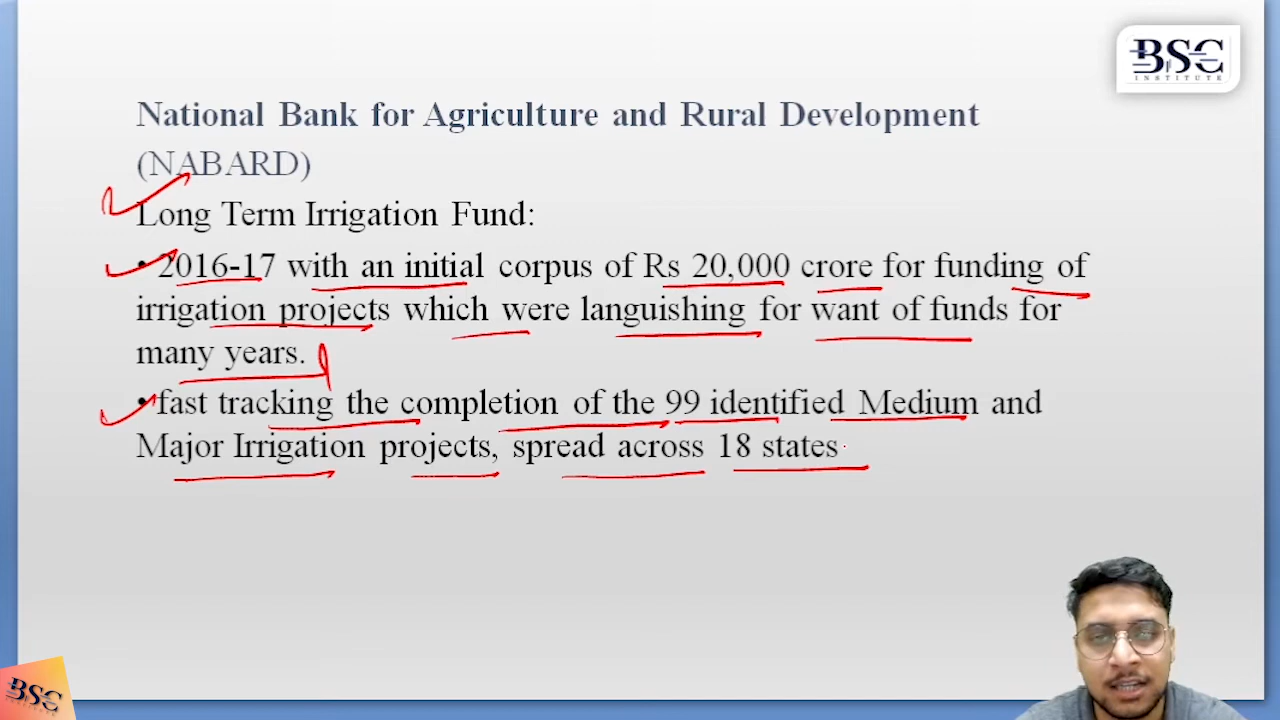 BSC
INSTITUTE
National Bank for Agriculture and Rural Development
(NABARD)
Long Term Irrigation Fund:
• 2016-17 with an initial corpus of Rs 20,000 crore for funding of
irrigation projects which were languishing for want of funds for
many years.
• fast tracking the completion of the 99 identified Medium and
Major Irrigation projects, spread across 18 states
BSC
INSTITUTE